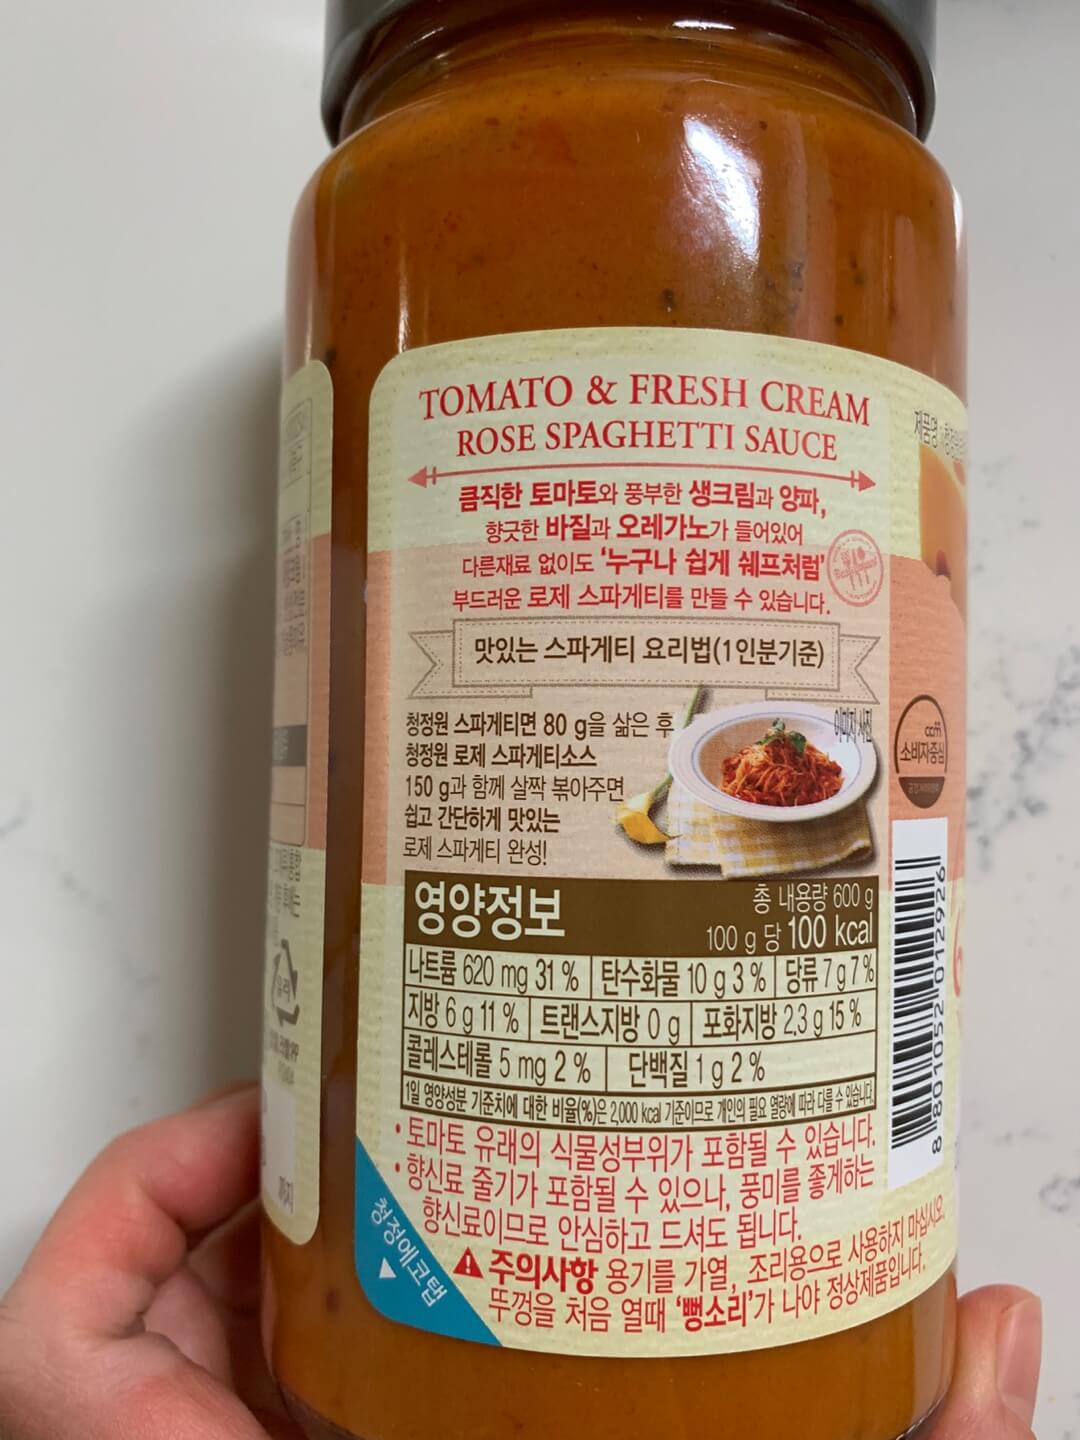 TOMATO & FRESH CREAM
ROSE SPAGHETTI SAUCE
큼직한 토마토와 풍부한 생크림과 양파,
향긋한 바질과 오레가노가 들어있어
다른재료 없이도 '누구나 쉽게 쉐프처럼'
부드러운 로제 스파게티를 만들 수 있습니다.
맛있는 스파게티 요리법(1인분기준)
청정원 스파게티면 80 g을 삶은 후
청정원 로제 스파게티소스
150 g과 함께 살짝 볶아주면
쉽고 간단하게 맛있는
로제 스파게티 완성!
이미지 사진
영양정보
총 내용량 600 g
100 g 당 100 kcal
나트륨 620 mg 31 % 탄수화물 10 g 3 % 당류 7 g 7 %
지방 6 g 11 % 트랜스지방 0 g 포화지방 2.3 g 15 %
콜레스테롤 5 mg 2 % 단백질 1 g 2 %
1일 영양성분 기준치에 대한 비율(%)은 2,000 kcal 기준이므로 개인의 필요 열량에 따라 다를 수 있습니다.
• 토마토 유래의 식물성부위가 포함될 수 있습니다.
• 향신료 줄기가 포함될 수 있으나, 풍미를 좋게하는
향신료이므로 안심하고 드셔도 됩니다.
주의사항 용기를 가열, 조리용으로 사용하지 마십시오.
뚜껑을 처음 열때 '뻥소리'가 나야 정상제품입니다.
청정에코탭
제품명
ccm
소비자중심
8 801052 012926
까지